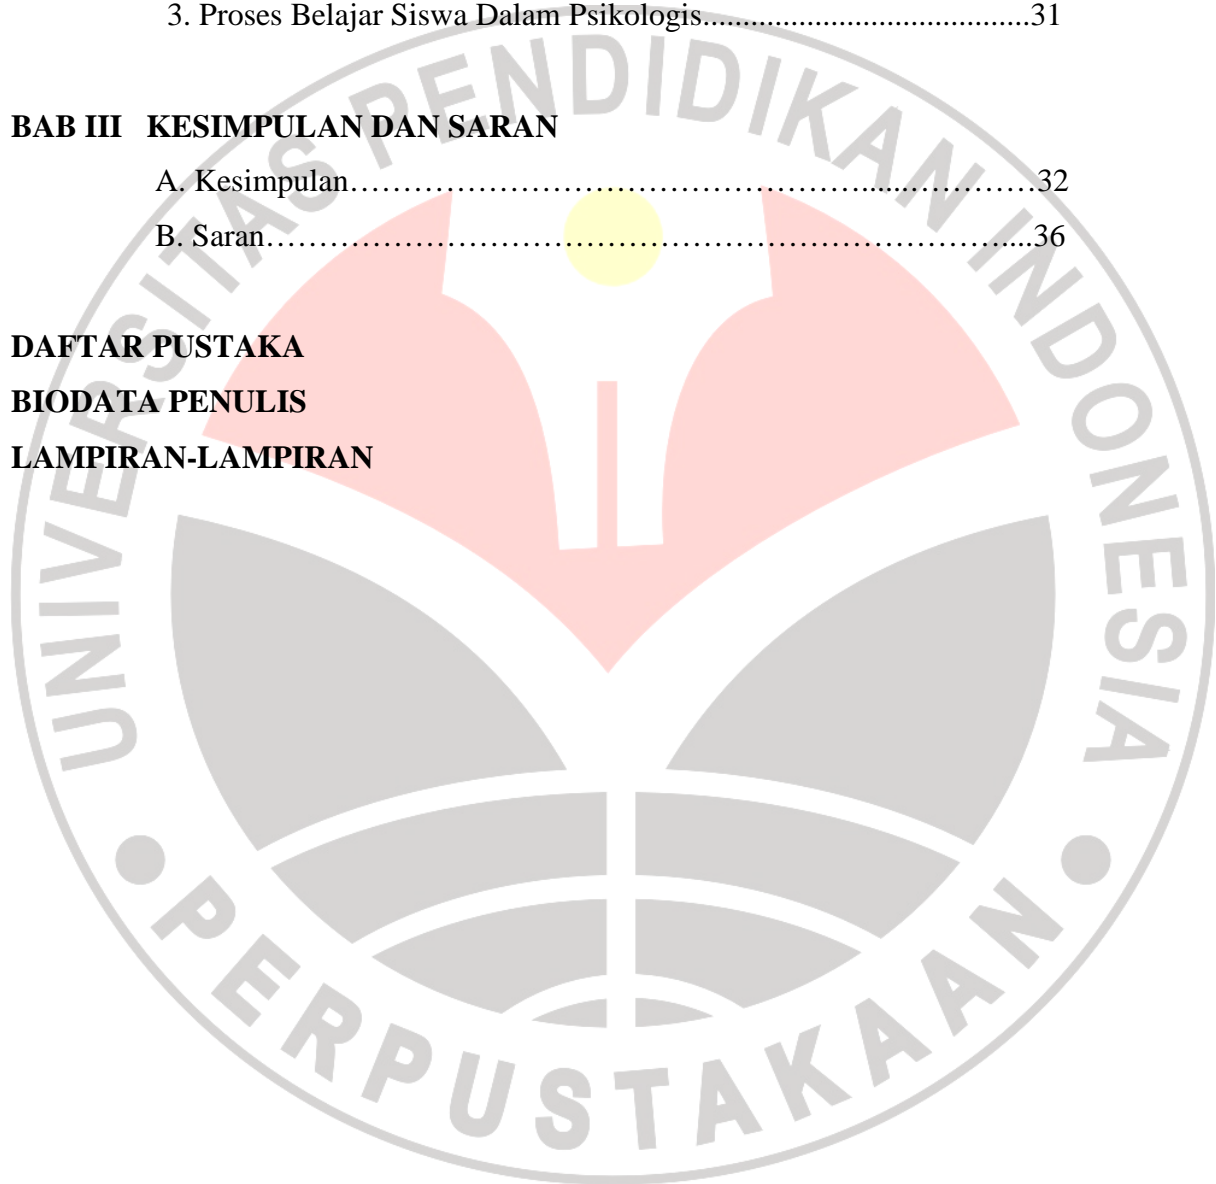 3. Proses Belajar Siswa Dalam Psikologis.........................................31
BAB III KESIMPULAN DAN SARAN
A. Kesimpulan……………………………………………......…………32
B. Saran………………………………………………………………....36
DAFTAR PUSTAKA
BIODATA PENULIS
LAMPIRAN-LAMPIRAN
UNIVERSITAS PENDIDIKAN INDONESIA
PERPUSTAKAAN